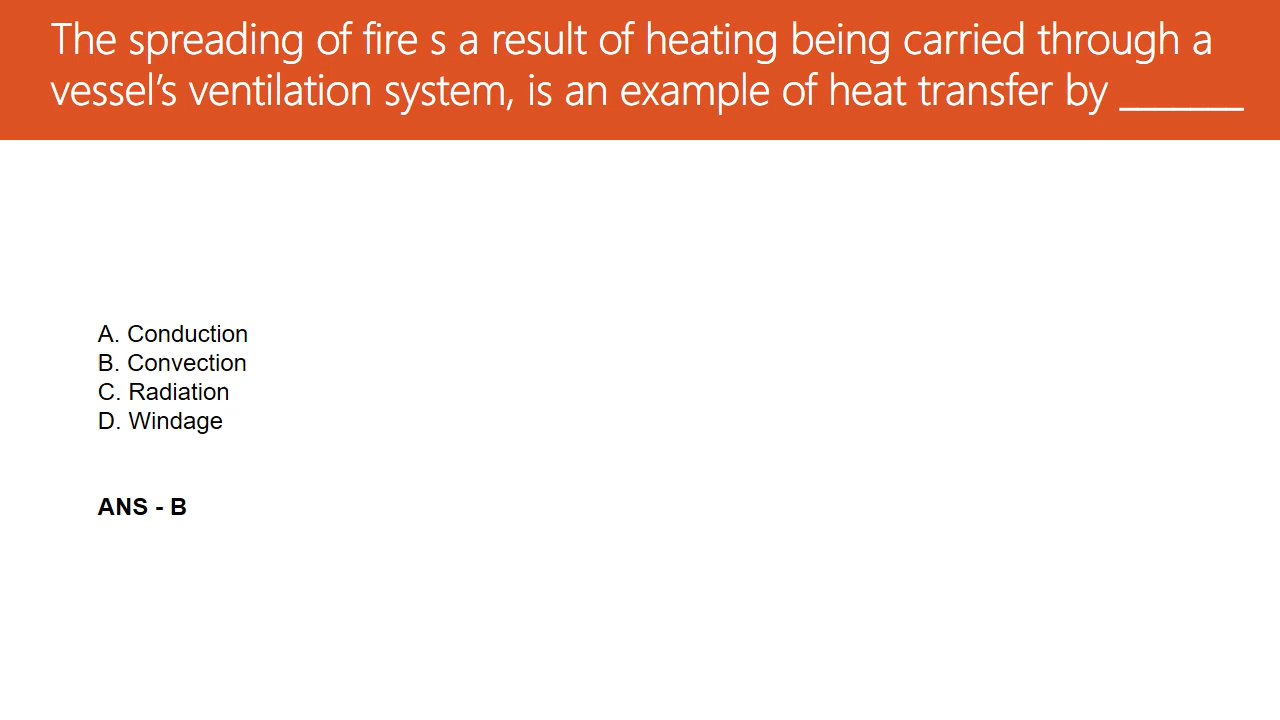 The spreading of fire s a result of heating being carried through a
vessel’s ventilation system, is an example of heat transfer by _______
A. Conduction
B. Convection
C. Radiation
D. Windage
ANS - B